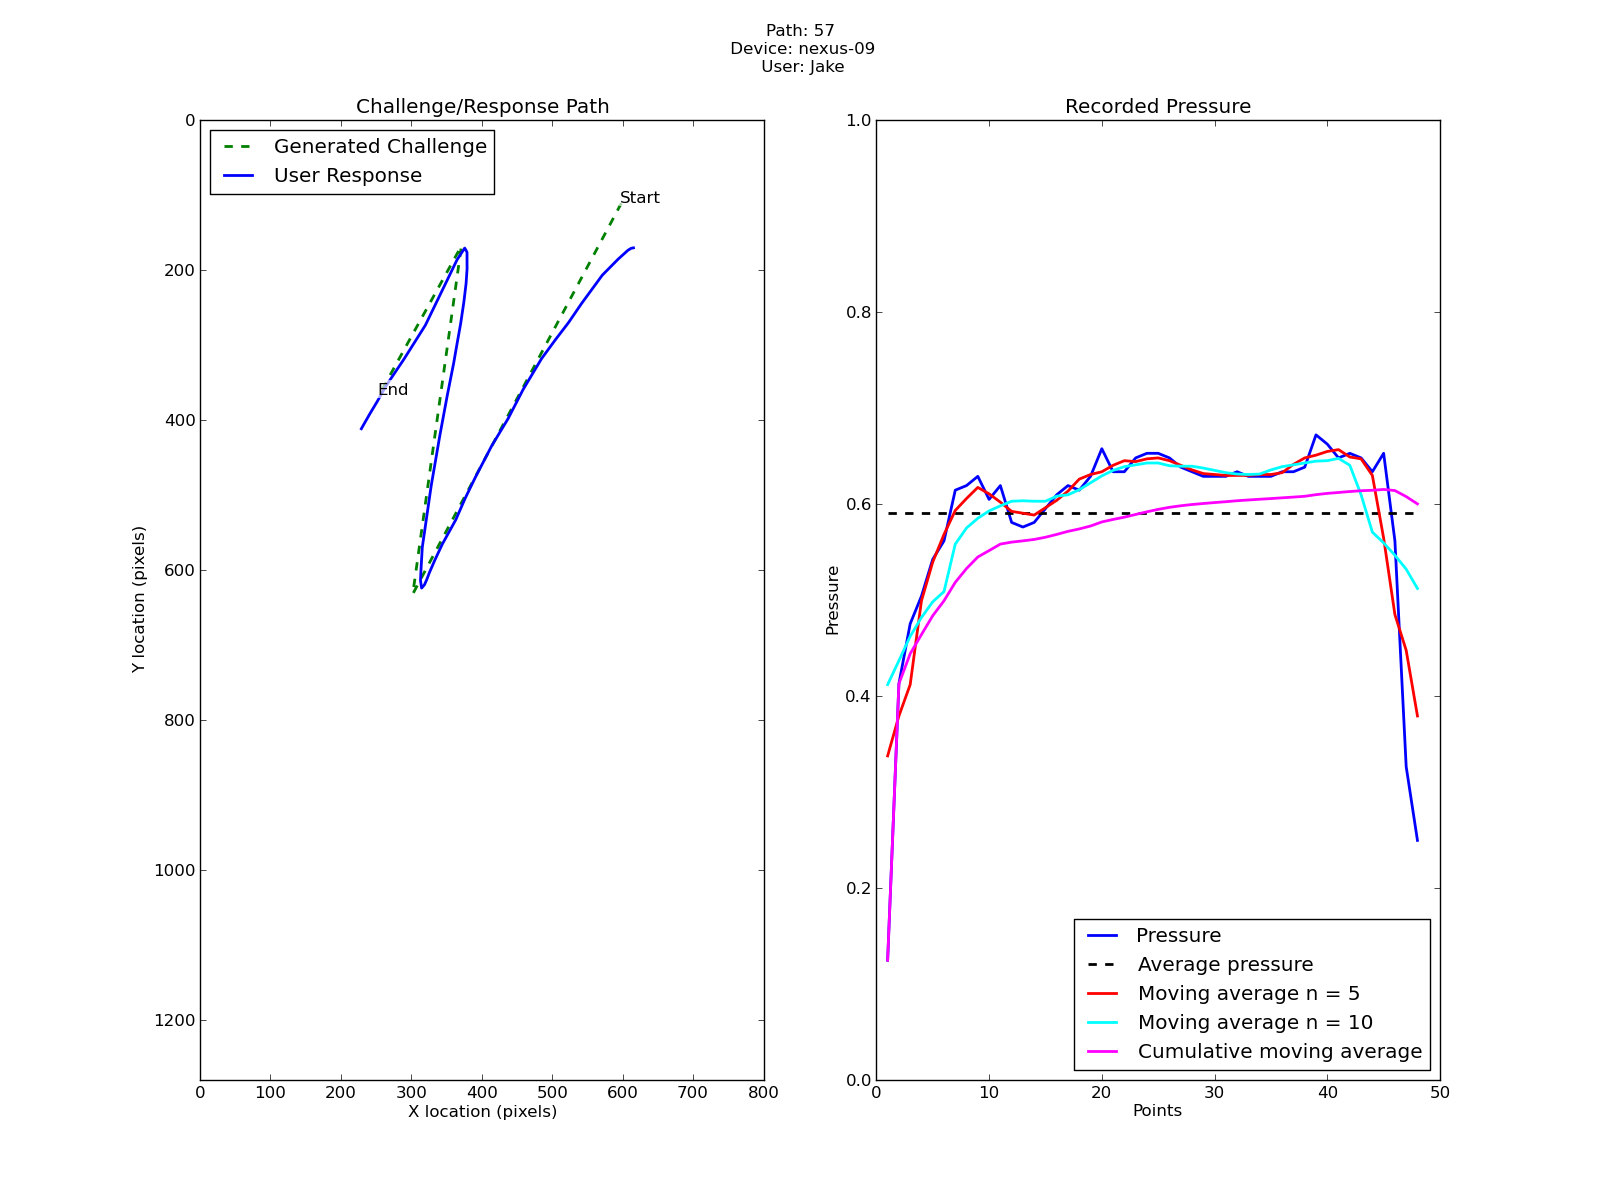 Path: 57
Device: nexus-09
User: Jake
Challenge/Response Path
Generated Challenge
User Response
Start
End
0
200
400
600
800
1000
1200
Y location (pixels)
0 100 200 300 400 500 600 700 800
X location (pixels)
Recorded Pressure
1.0
0.8
0.6
0.4
0.2
0.0
Pressure
Pressure
Average pressure
Moving average n = 5
Moving average n = 10
Cumulative moving average
0 10 20 30 40 50
Points